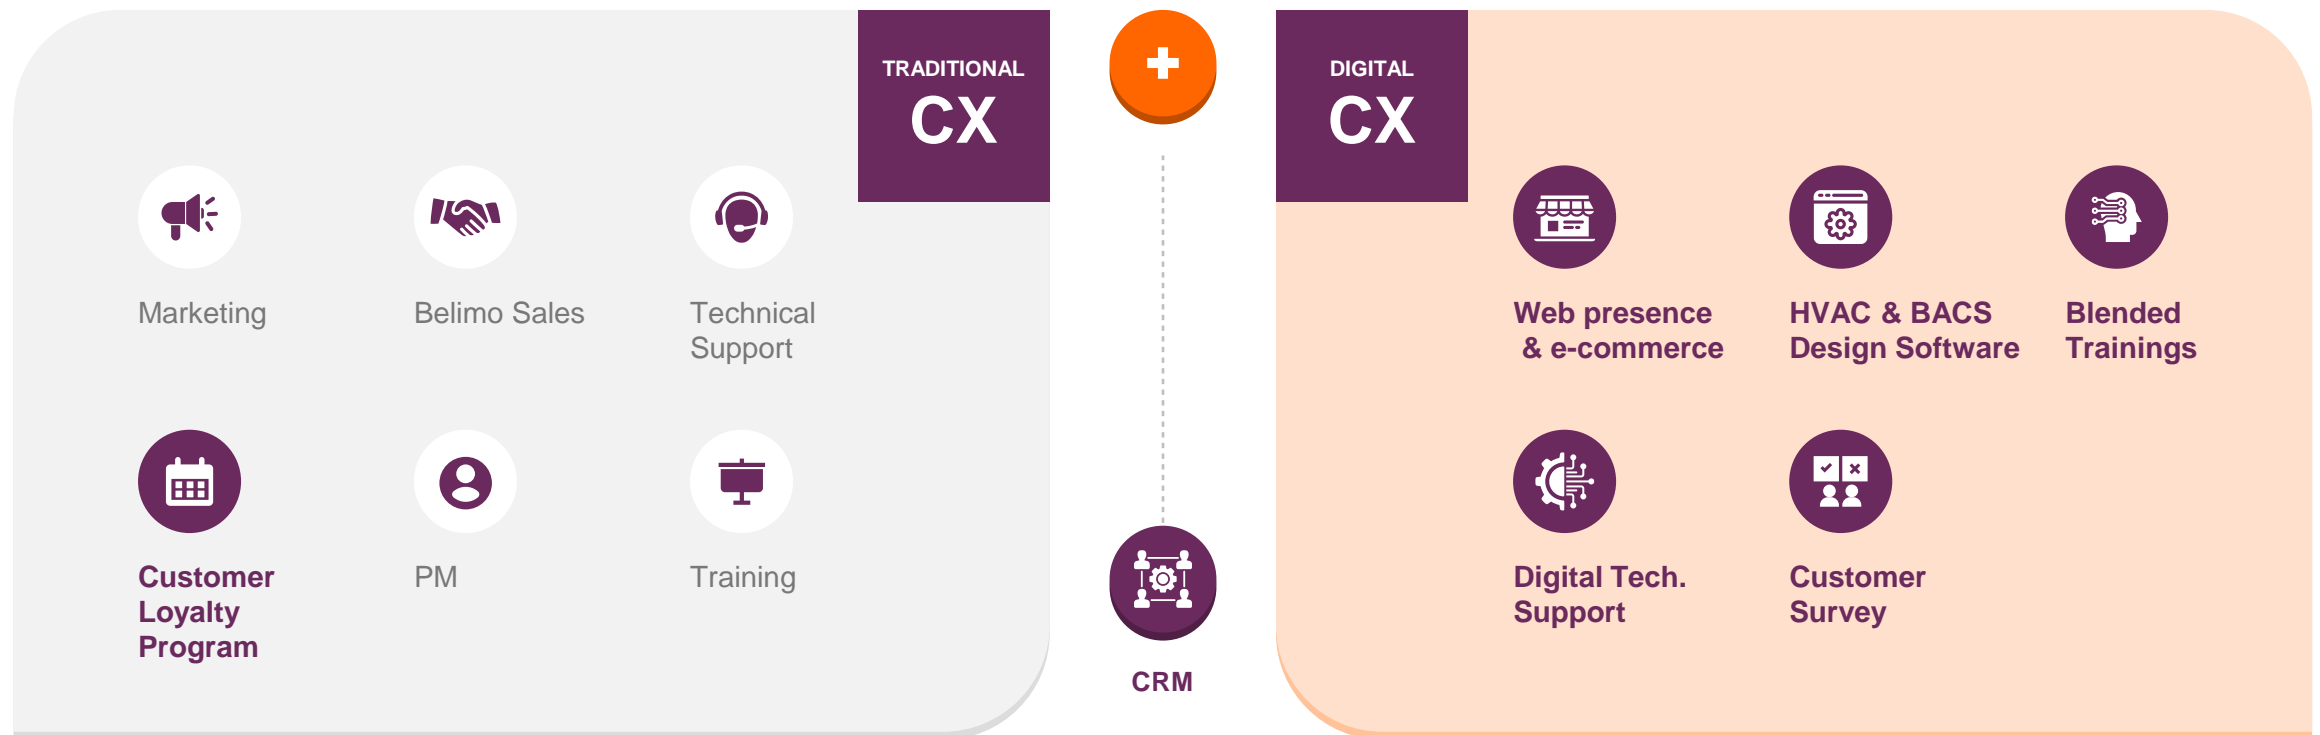 TRADITIONAL
CX
Marketing
Belimo Sales
Technical
Support
Customer
Loyalty
Program
PM
Training
CRM
DIGITAL
CX
Web presence
& e-commerce
HVAC & BACS
Design Software
Blended
Trainings
Digital Tech.
Support
Customer
Survey